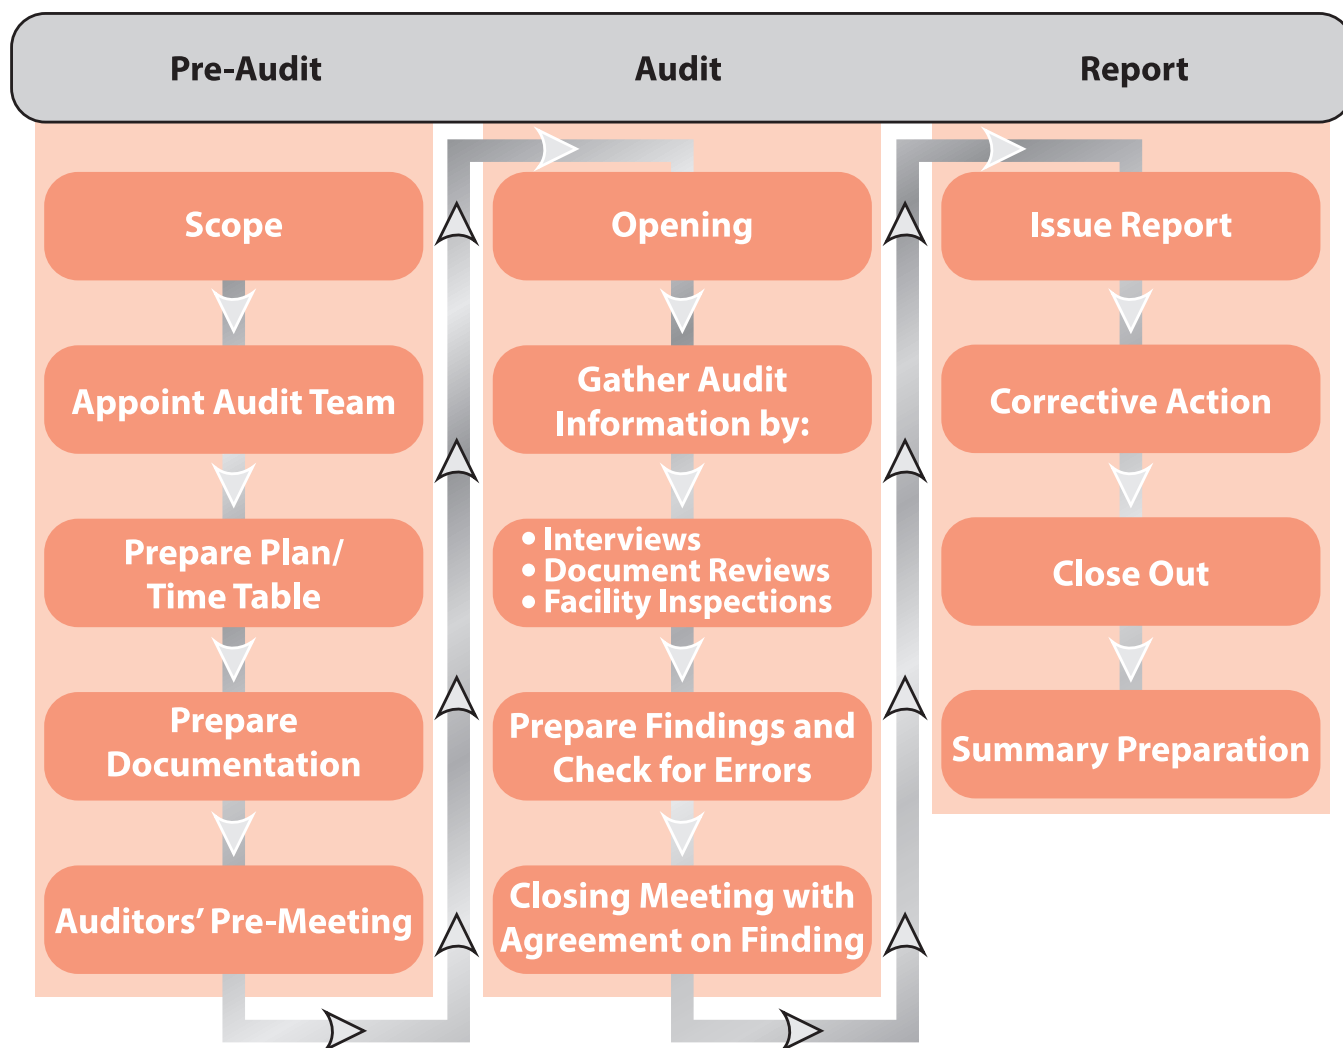 Pre-Audit
Audit
Report
Scope
Appoint Audit Team
Prepare Plan/
Time Table
Prepare
Documentation
Auditors’ Pre-Meeting
Opening
Gather Audit
Information by:
• Interviews
• Document Reviews
• Facility Inspections
Prepare Findings and
Check for Errors
Closing Meeting with
Agreement on Finding
Issue Report
Corrective Action
Close Out
Summary Preparation